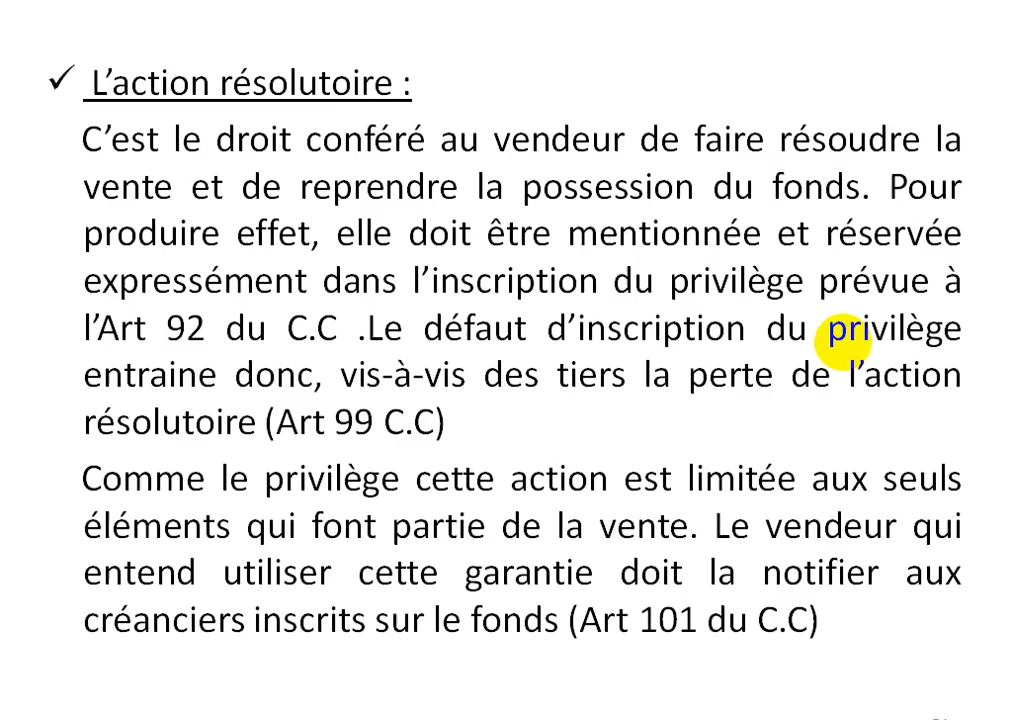 ✓ L’action résolutoire :
C’est le droit conféré au vendeur de faire résoudre la
vente et de reprendre la possession du fonds. Pour
produire effet, elle doit être mentionnée et réservée
expressément dans l’inscription du privilège prévue à
l’Art 92 du C.C .Le défaut d’inscription du privilège
entraine donc, vis-à-vis des tiers la perte de l’action
résolutoire (Art 99 C.C)
Comme le privilège cette action est limitée aux seuls
éléments qui font partie de la vente. Le vendeur qui
entend utiliser cette garantie doit la notifier aux
créanciers inscrits sur le fonds (Art 101 du C.C)